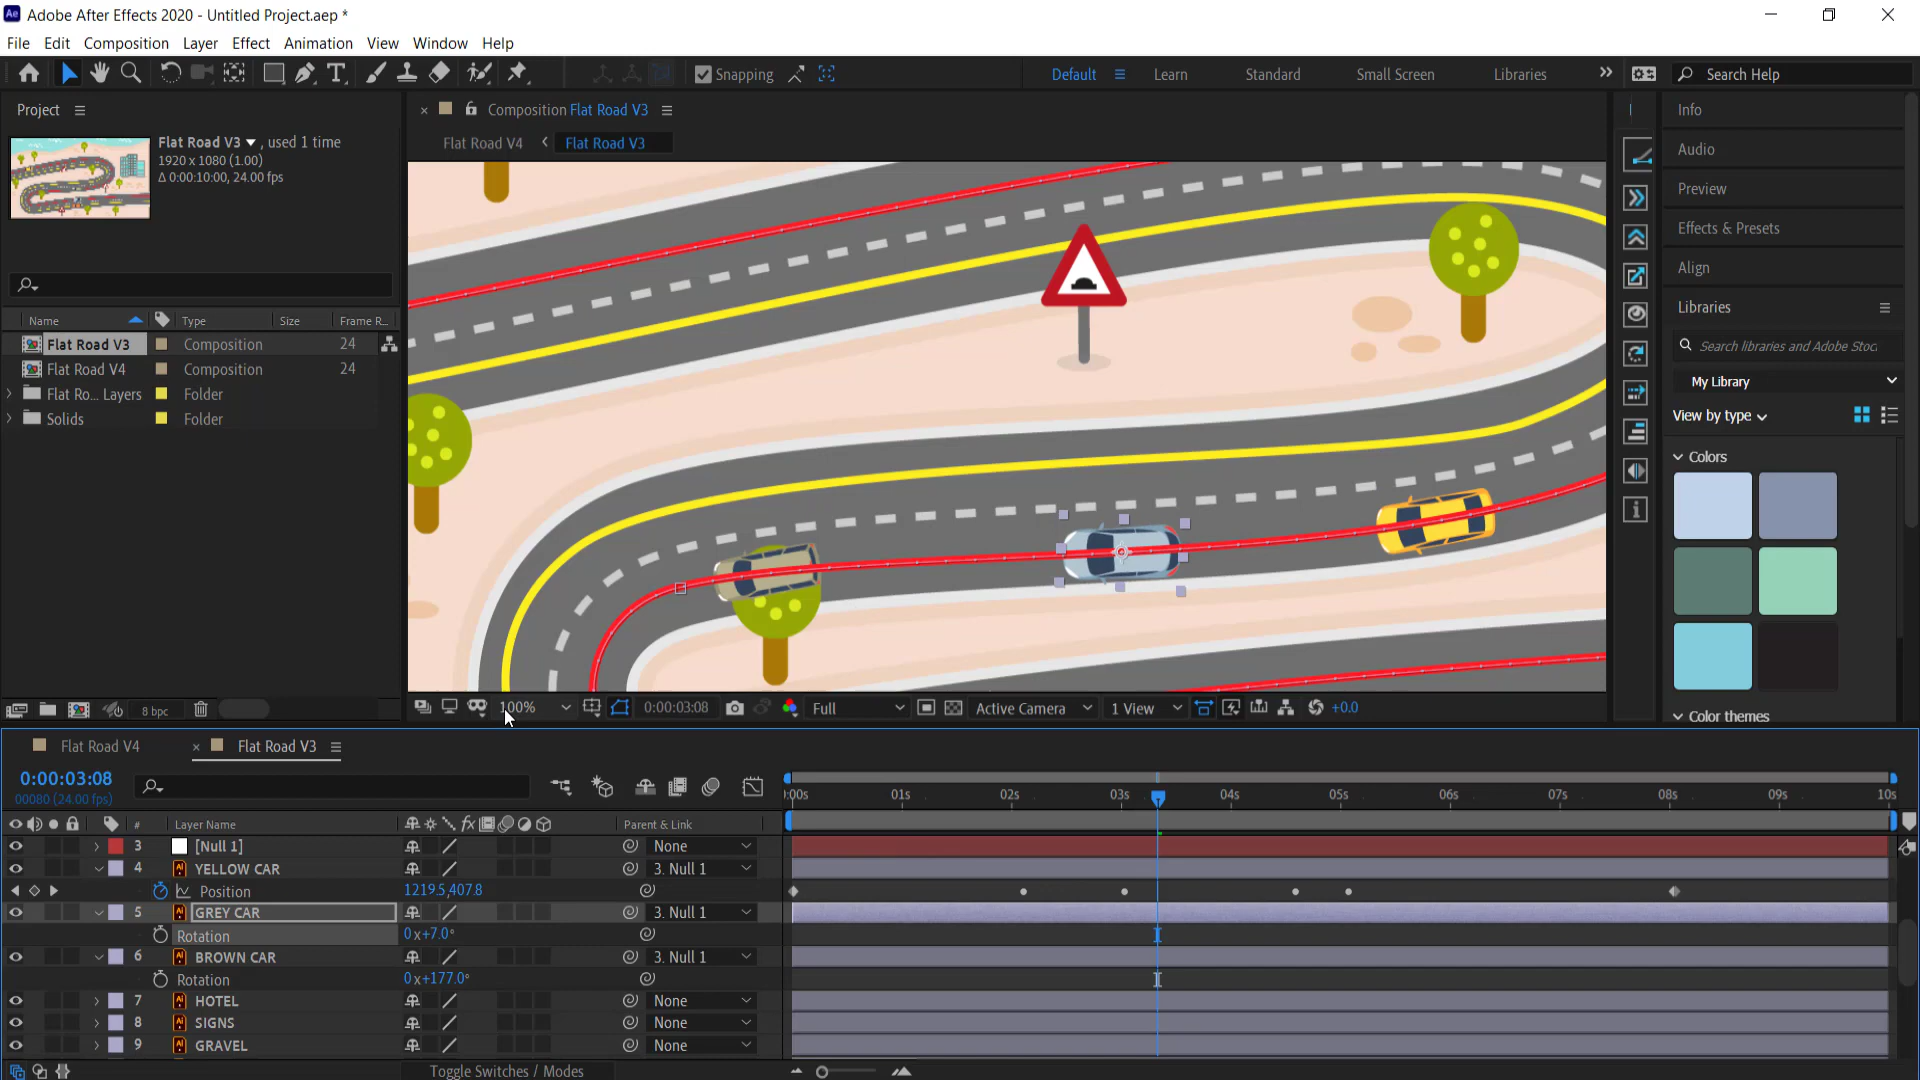 Adobe After Effects 2020 - Untitled Project.aep *
File Edit Composition Layer Effect Animation View Window Help
Snapping Default Learn Standard Small Screen Libraries Search Help
Project
Flat Road V3 , used 1 time
1920 x 1080 (1.00)
Δ 0:00:10:00, 24.00 fps
Name Type Size Frame R...
Flat Road V3 Composition 24
Flat Road V4 Composition 24
Flat Ro... Layers Folder
Solids Folder
8 bpc
Composition Flat Road V3
Flat Road V4 Flat Road V3
100% 0:00:03:08 Full Active Camera 1 View +0.0
Info
Audio
Preview
Effects & Presets
Align
Libraries
Search libraries and Adobe Stoc
My Library
View by type
Colors
Color themes
Flat Road V4 Flat Road V3
0:00:03:08
00080 (24.00 fps)
:00s 01s 02s 03s 04s 05s 06s 07s 08s 09s 10s
# Layer Name Parent & Link
3 [Null 1] None
4 YELLOW CAR 3. Null 1
Position 1219.5,407.8
5 GREY CAR 3. Null 1
Rotation 0x+7.0°
6 BROWN CAR 3. Null 1
Rotation 0x+177.0°
7 HOTEL None
8 SIGNS None
9 GRAVEL None
Toggle Switches / Modes